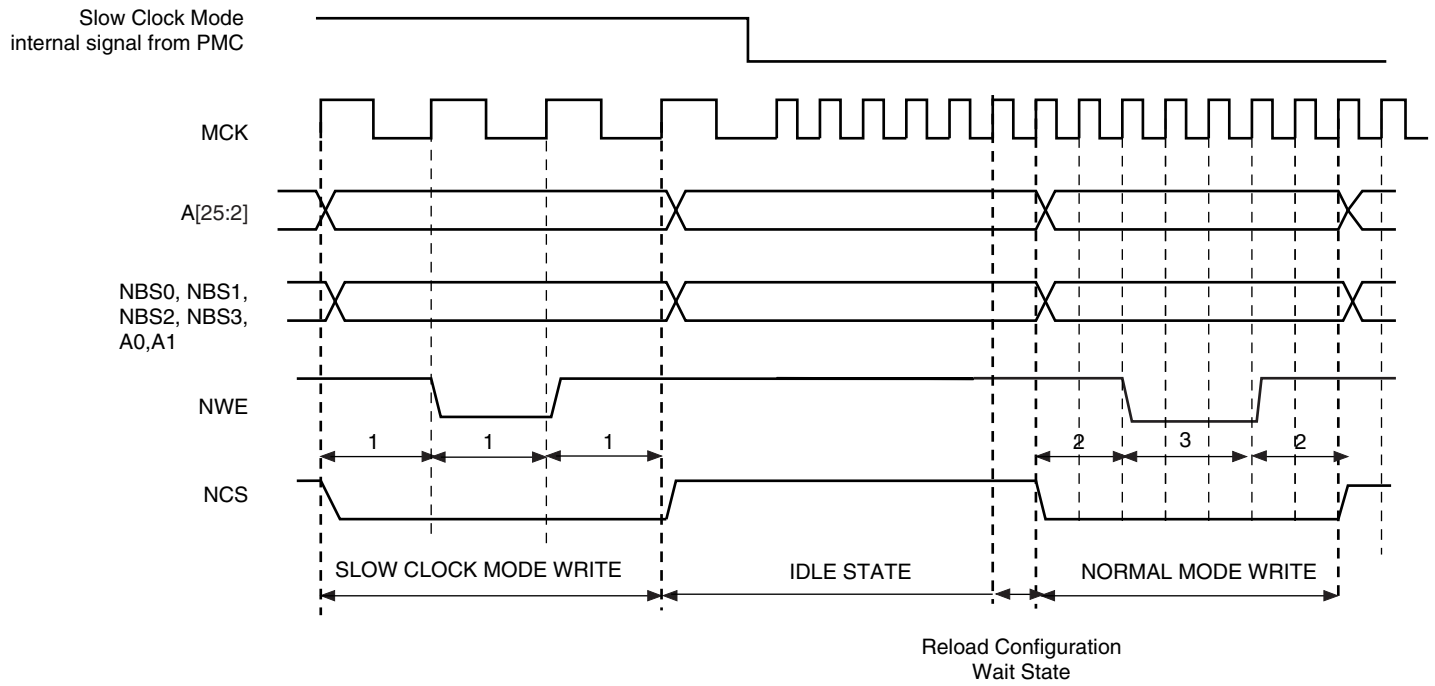 Slow Clock Mode
internal signal from PMC
MCK
A[25:2]
NBS0, NBS1,
NBS2, NBS3,
A0,A1
NWE
1 1 1 2 3 2
NCS
SLOW CLOCK MODE WRITE IDLE STATE NORMAL MODE WRITE
Reload Configuration
Wait State